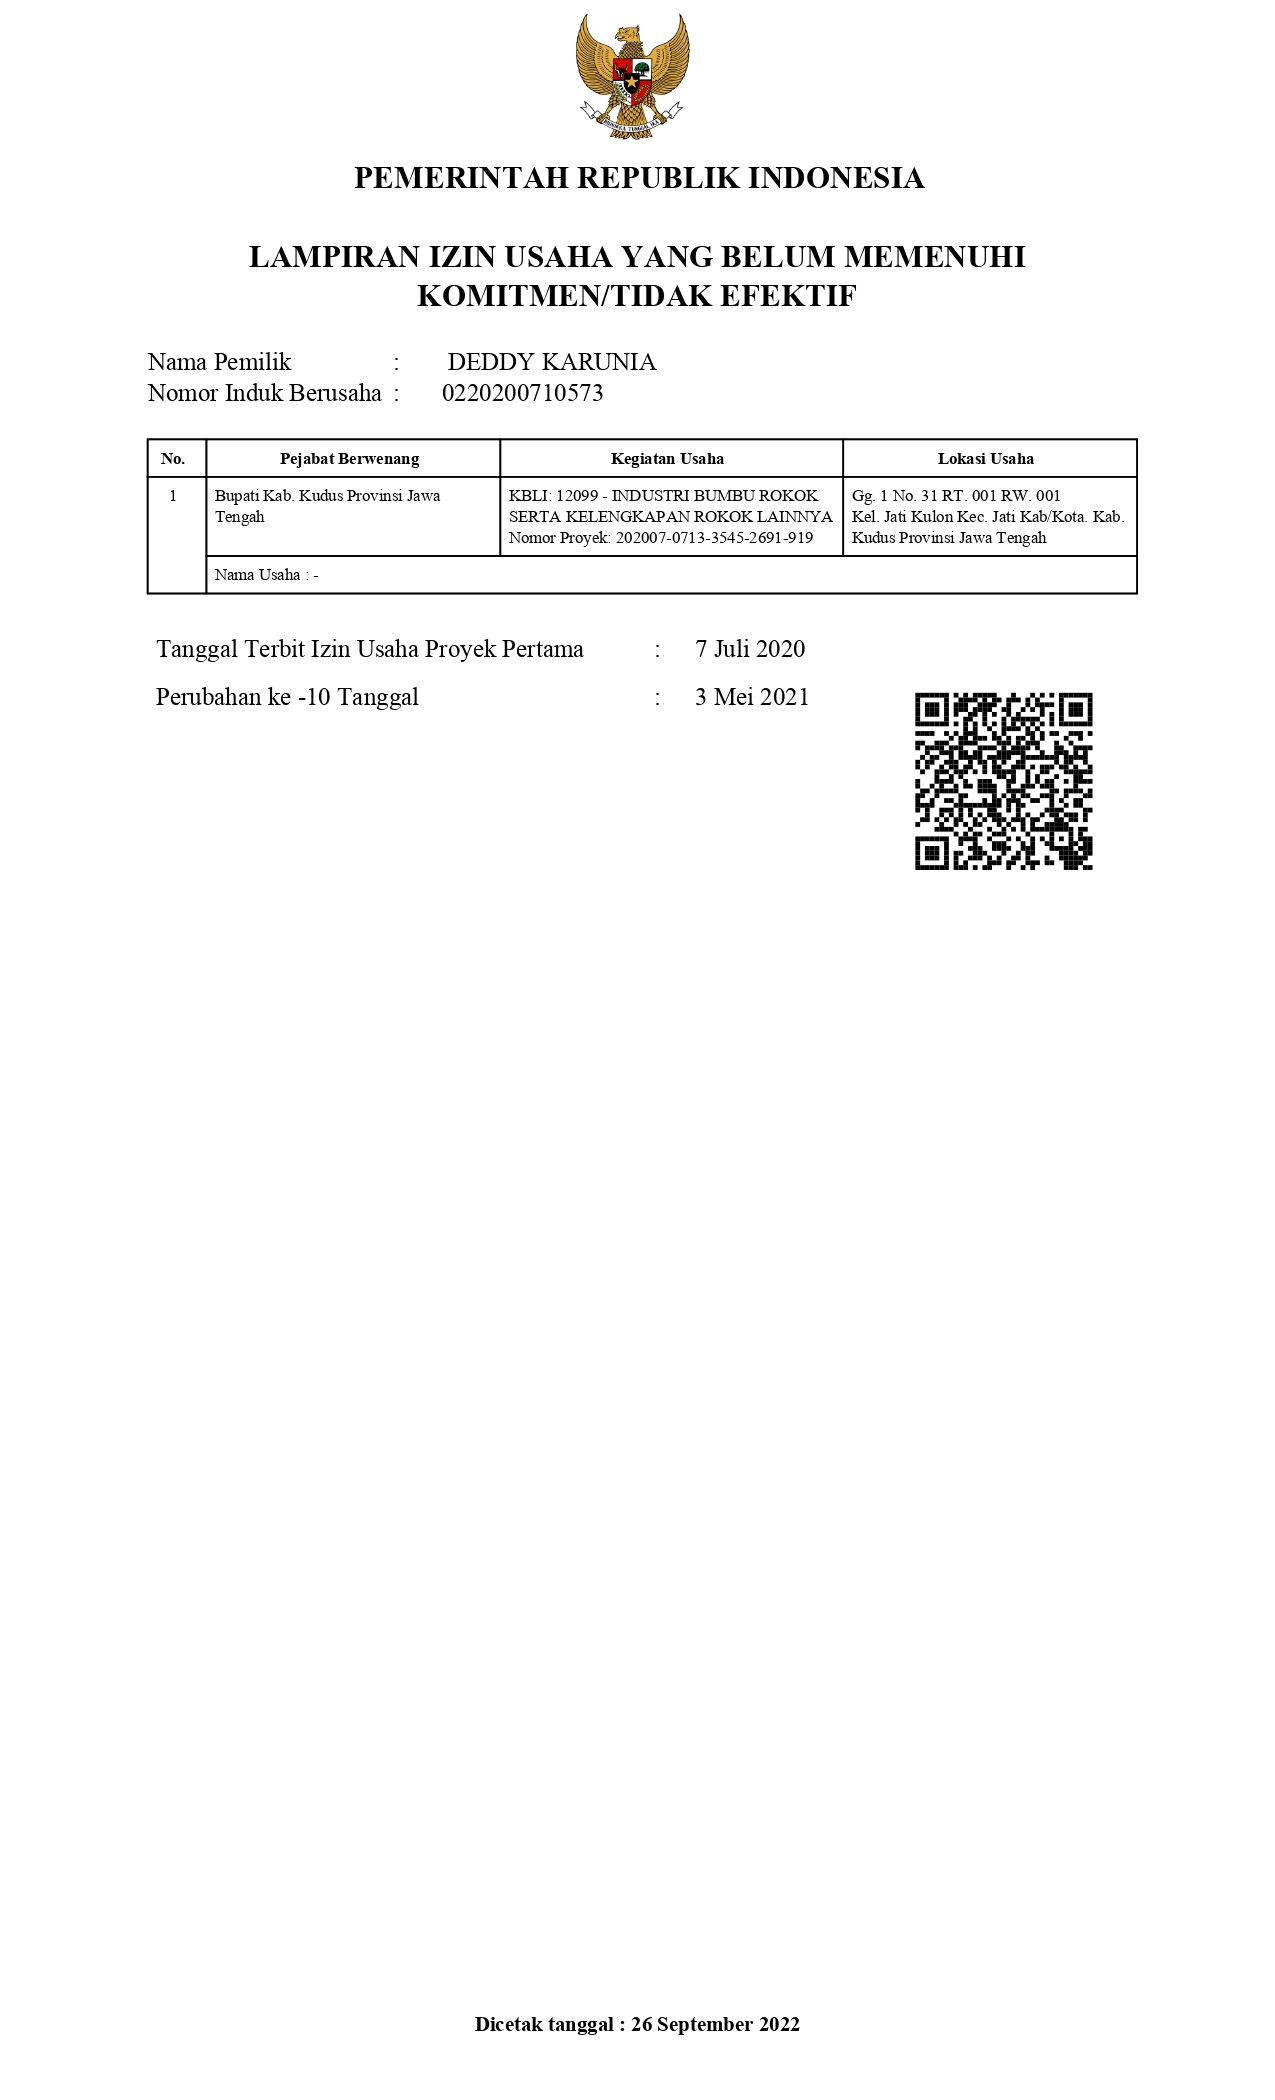 PEMERINTAH REPUBLIK INDONESIA
LAMPIRAN IZIN USAHA YANG BELUM MEMENUHI
KOMITMEN/TIDAK EFEKTIF
Nama Pemilik : DEDDY KARUNIA
Nomor Induk Berusaha : 0220200710573
No. Pejabat Berwenang Kegiatan Usaha Lokasi Usaha
1 Bupati Kab. Kudus Provinsi Jawa KBLI: 12099 - INDUSTRI BUMBU ROKOK Gg. 1 No. 31 RT. 001 RW. 001
Tengah SERTA KELENGKAPAN ROKOK LAINNYA Kel. Jati Kulon Kec. Jati Kab/Kota. Kab.
Nomor Proyek: 202007-0713-3545-2691-919 Kudus Provinsi Jawa Tengah
Nama Usaha : -
Tanggal Terbit Izin Usaha Proyek Pertama : 7 Juli 2020
Perubahan ke -10 Tanggal : 3 Mei 2021
Dicetak tanggal : 26 September 2022